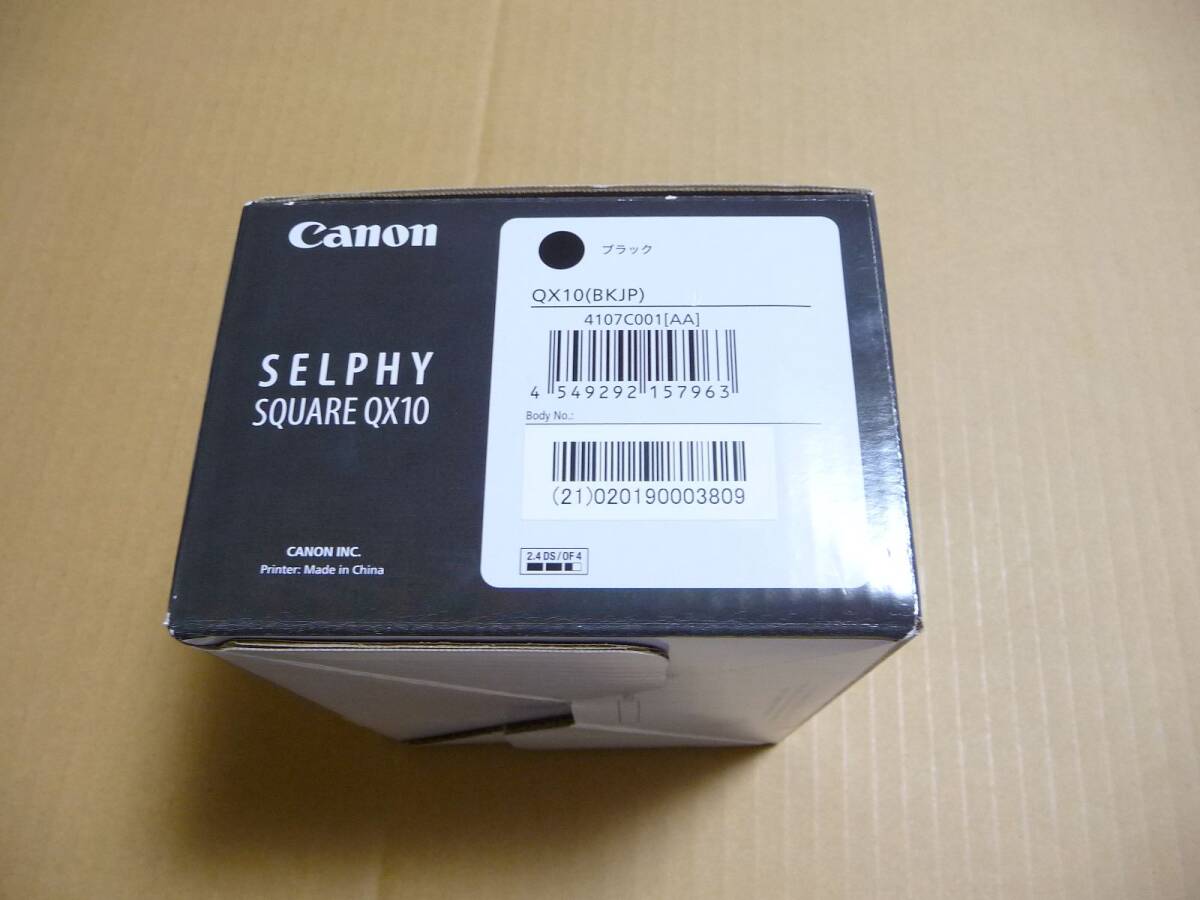 Canon
SELPHY
SQUARE QX10
CANON INC.
Printer: Made in China
ブラック
QX10(BKJP)
4107C001[AA]
4 549292 157963
Body No.:
(21)020190003809
2.4 DS / OF 4